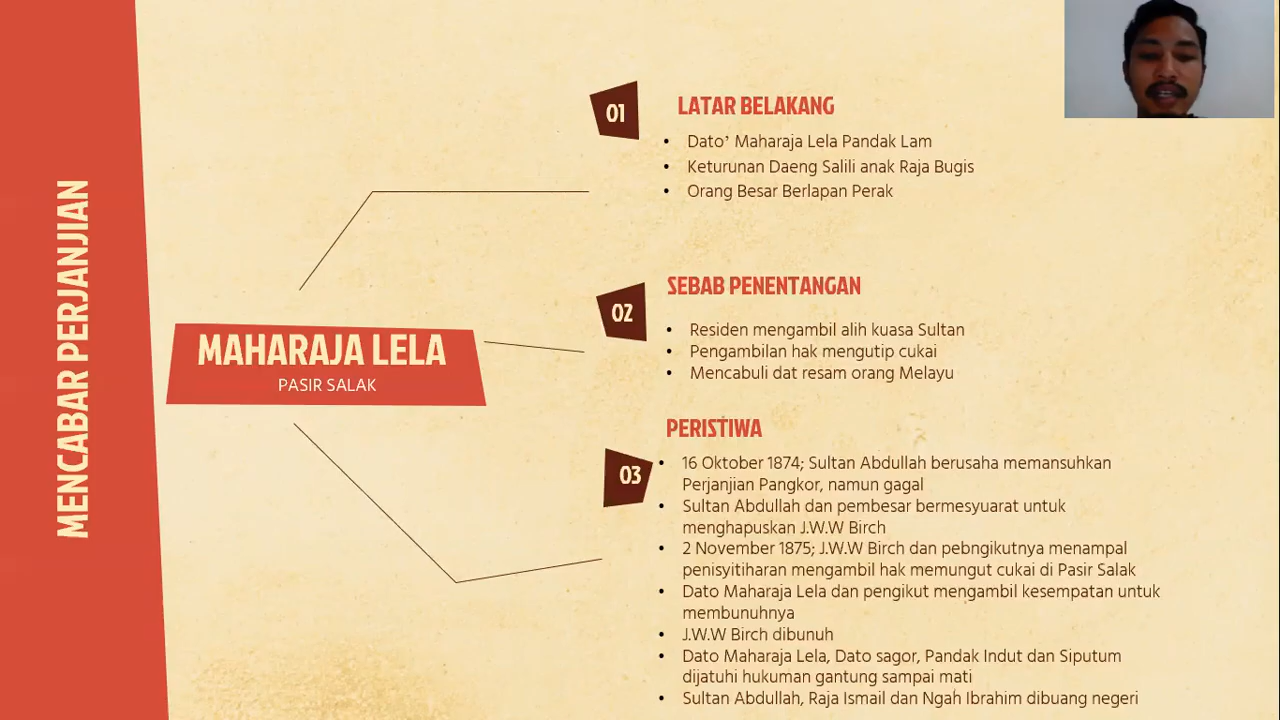 MENCABAR PERJANJIAN
MAHARAJA LELA
PASIR SALAK
01
LATAR BELAKANG
• Dato' Maharaja Lela Pandak Lam
• Keturunan Daeng Salili anak Raja Bugis
• Orang Besar Berlapan Perak
02
SEBAB PENENTANGAN
• Residen mengambil alih kuasa Sultan
• Pengambilan hak mengutip cukai
• Mencabuli dat resam orang Melayu
03
PERISTIWA
• 16 Oktober 1874; Sultan Abdullah berusaha memansuhkan
Perjanjian Pangkor, namun gagal
• Sultan Abdullah dan pembesar bermesyuarat untuk
menghapuskan J.W.W Birch
• 2 November 1875; J.W.W Birch dan pebngikutnya menampal
penisyitiharan mengambil hak memungut cukai di Pasir Salak
• Dato Maharaja Lela dan pengikut mengambil kesempatan untuk
membunuhnya
• J.W.W Birch dibunuh
• Dato Maharaja Lela, Dato sagor, Pandak Indut dan Siputum
dijatuhi hukuman gantung sampai mati
• Sultan Abdullah, Raja Ismail dan Ngah Ibrahim dibuang negeri